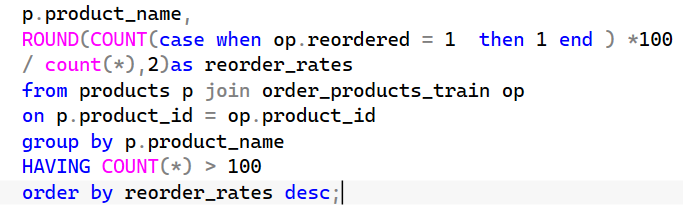 p.product_name,
ROUND(COUNT(case when op.reordered = 1  then 1 end ) *100
/ count(*),2)as reorder_rates
from products p join order_products_train op
on p.product_id = op.product_id
group by p.product_name
HAVING COUNT(*) > 100
order by reorder_rates desc;